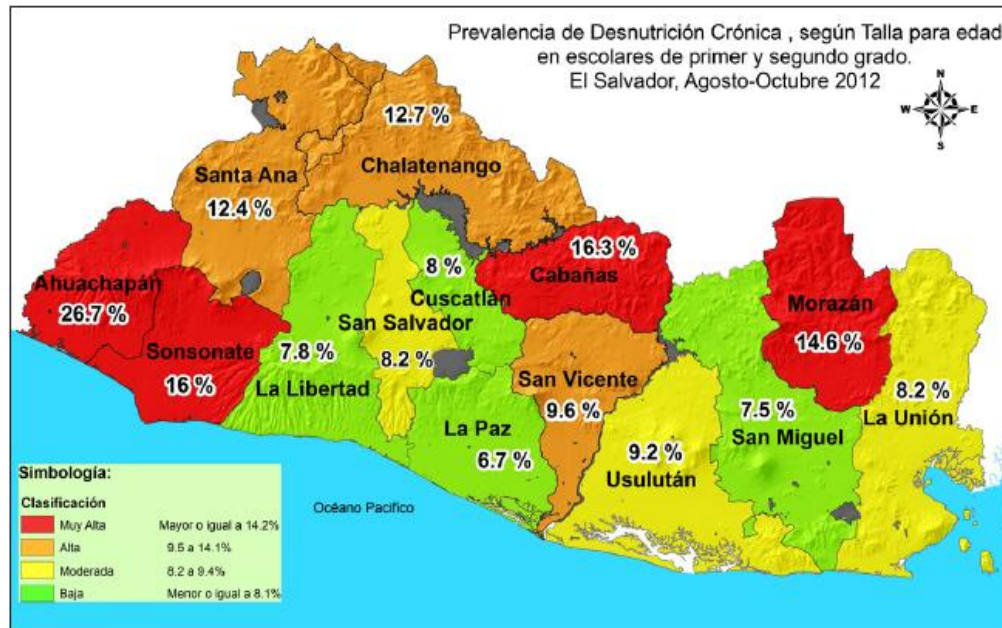 Prevalencia de Desnutrición Crónica , según Talla para edad
en escolares de primer y segundo grado.
El Salvador, Agosto-Octubre 2012
N
W E
S
12.7 %
Chalatenango
Santa Ana
12.4 %
16.3 %
Cabañas
8 %
Cuscatlán
Ahuachapán
26.7 %
Morazán
14.6 %
Sonsonate
16 %
San Salvador
8.2 %
7.8 %
La Libertad
San Vicente
9.6 %
8.2 %
La Unión
7.5 %
San Miguel
La Paz
6.7 %
9.2 %
Usulután
Océano Pacifico
Simbología:
Clasificación
Muy Alta Mayor o igual a 14.2%
Alta 9.5 a 14.1%
Moderada 8.2 a 9.4%
Baja Menor o igual a 8.1%